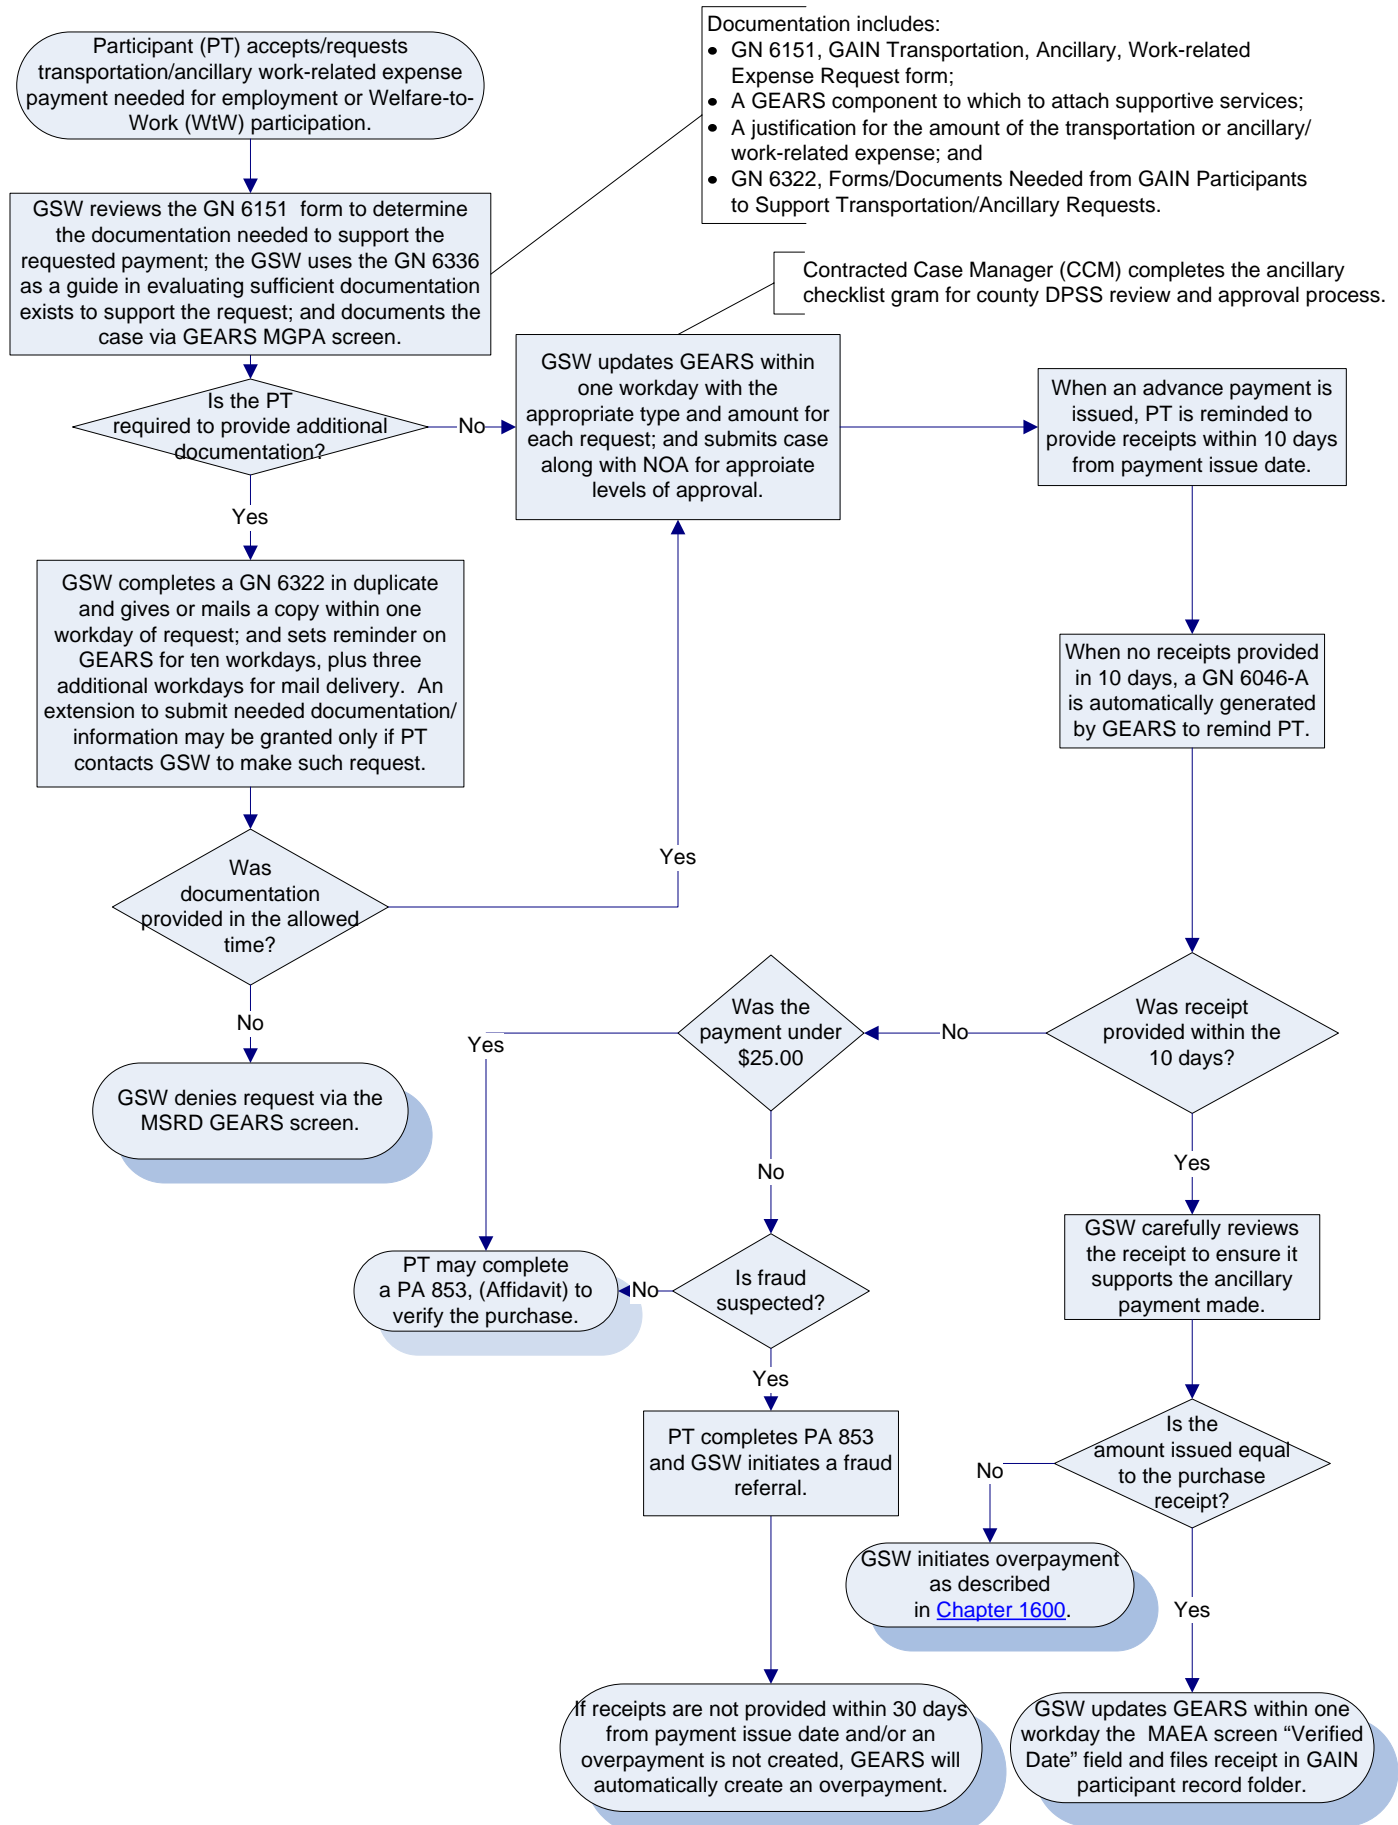 Participant (PT) accepts/requests
transportation/ancillary work-related expense
payment needed for employment or Welfare-to-
Work (WtW) participation.
Documentation includes:
• GN 6151, GAIN Transportation, Ancillary, Work-related
Expense Request form;
• A GEARS component to which to attach supportive services;
• A justification for the amount of the transportation or ancillary/
work-related expense; and
• GN 6322, Forms/Documents Needed from GAIN Participants
to Support Transportation/Ancillary Requests.
GSW reviews the GN 6151 form to determine
the documentation needed to support the
requested payment; the GSW uses the GN 6336
as a guide in evaluating sufficient documentation
exists to support the request; and documents the
case via GEARS MGPA screen.
Contracted Case Manager (CCM) completes the ancillary
checklist gram for county DPSS review and approval process.
Is the PT
required to provide additional
documentation?
No
GSW updates GEARS within
one workday with the
appropriate type and amount for
each request; and submits case
along with NOA for approiate
levels of approval.
When an advance payment is
issued, PT is reminded to
provide receipts within 10 days
from payment issue date.
Yes
GSW completes a GN 6322 in duplicate
and gives or mails a copy within one
workday of request; and sets reminder on
GEARS for ten workdays, plus three
additional workdays for mail delivery. An
extension to submit needed documentation/
information may be granted only if PT
contacts GSW to make such request.
When no receipts provided
in 10 days, a GN 6046-A
is automatically generated
by GEARS to remind PT.
Was
documentation
provided in the allowed
time?
Yes
No
GSW denies request via the
MSRD GEARS screen.
Was receipt
provided within the
10 days?
No
Was the
payment under
$25.00
Yes
No
PT may complete
a PA 853, (Affidavit) to
verify the purchase.
No
Is fraud
suspected?
Yes
PT completes PA 853
and GSW initiates a fraud
referral.
If receipts are not provided within 30 days
from payment issue date and/or an
overpayment is not created, GEARS will
automatically create an overpayment.
Yes
GSW carefully reviews
the receipt to ensure it
supports the ancillary
payment made.
Is the
amount issued equal
to the purchase
receipt?
No
GSW initiates overpayment
as described
in Chapter 1600.
Yes
GSW updates GEARS within one
workday the MAEA screen “Verified
Date” field and files receipt in GAIN
participant record folder.